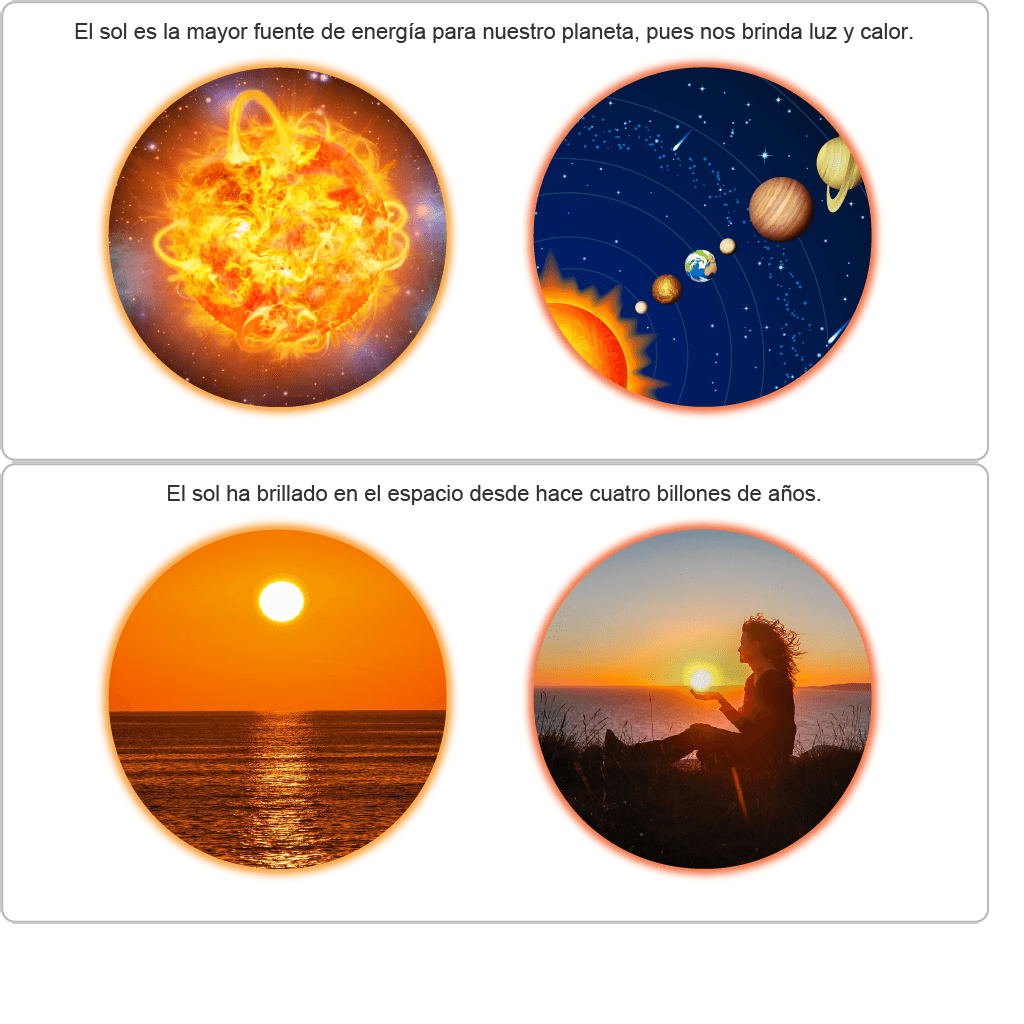 El sol es la mayor fuente de energía para nuestro planeta, pues nos brinda luz y calor.
El sol ha brillado en el espacio desde hace cuatro billones de años.